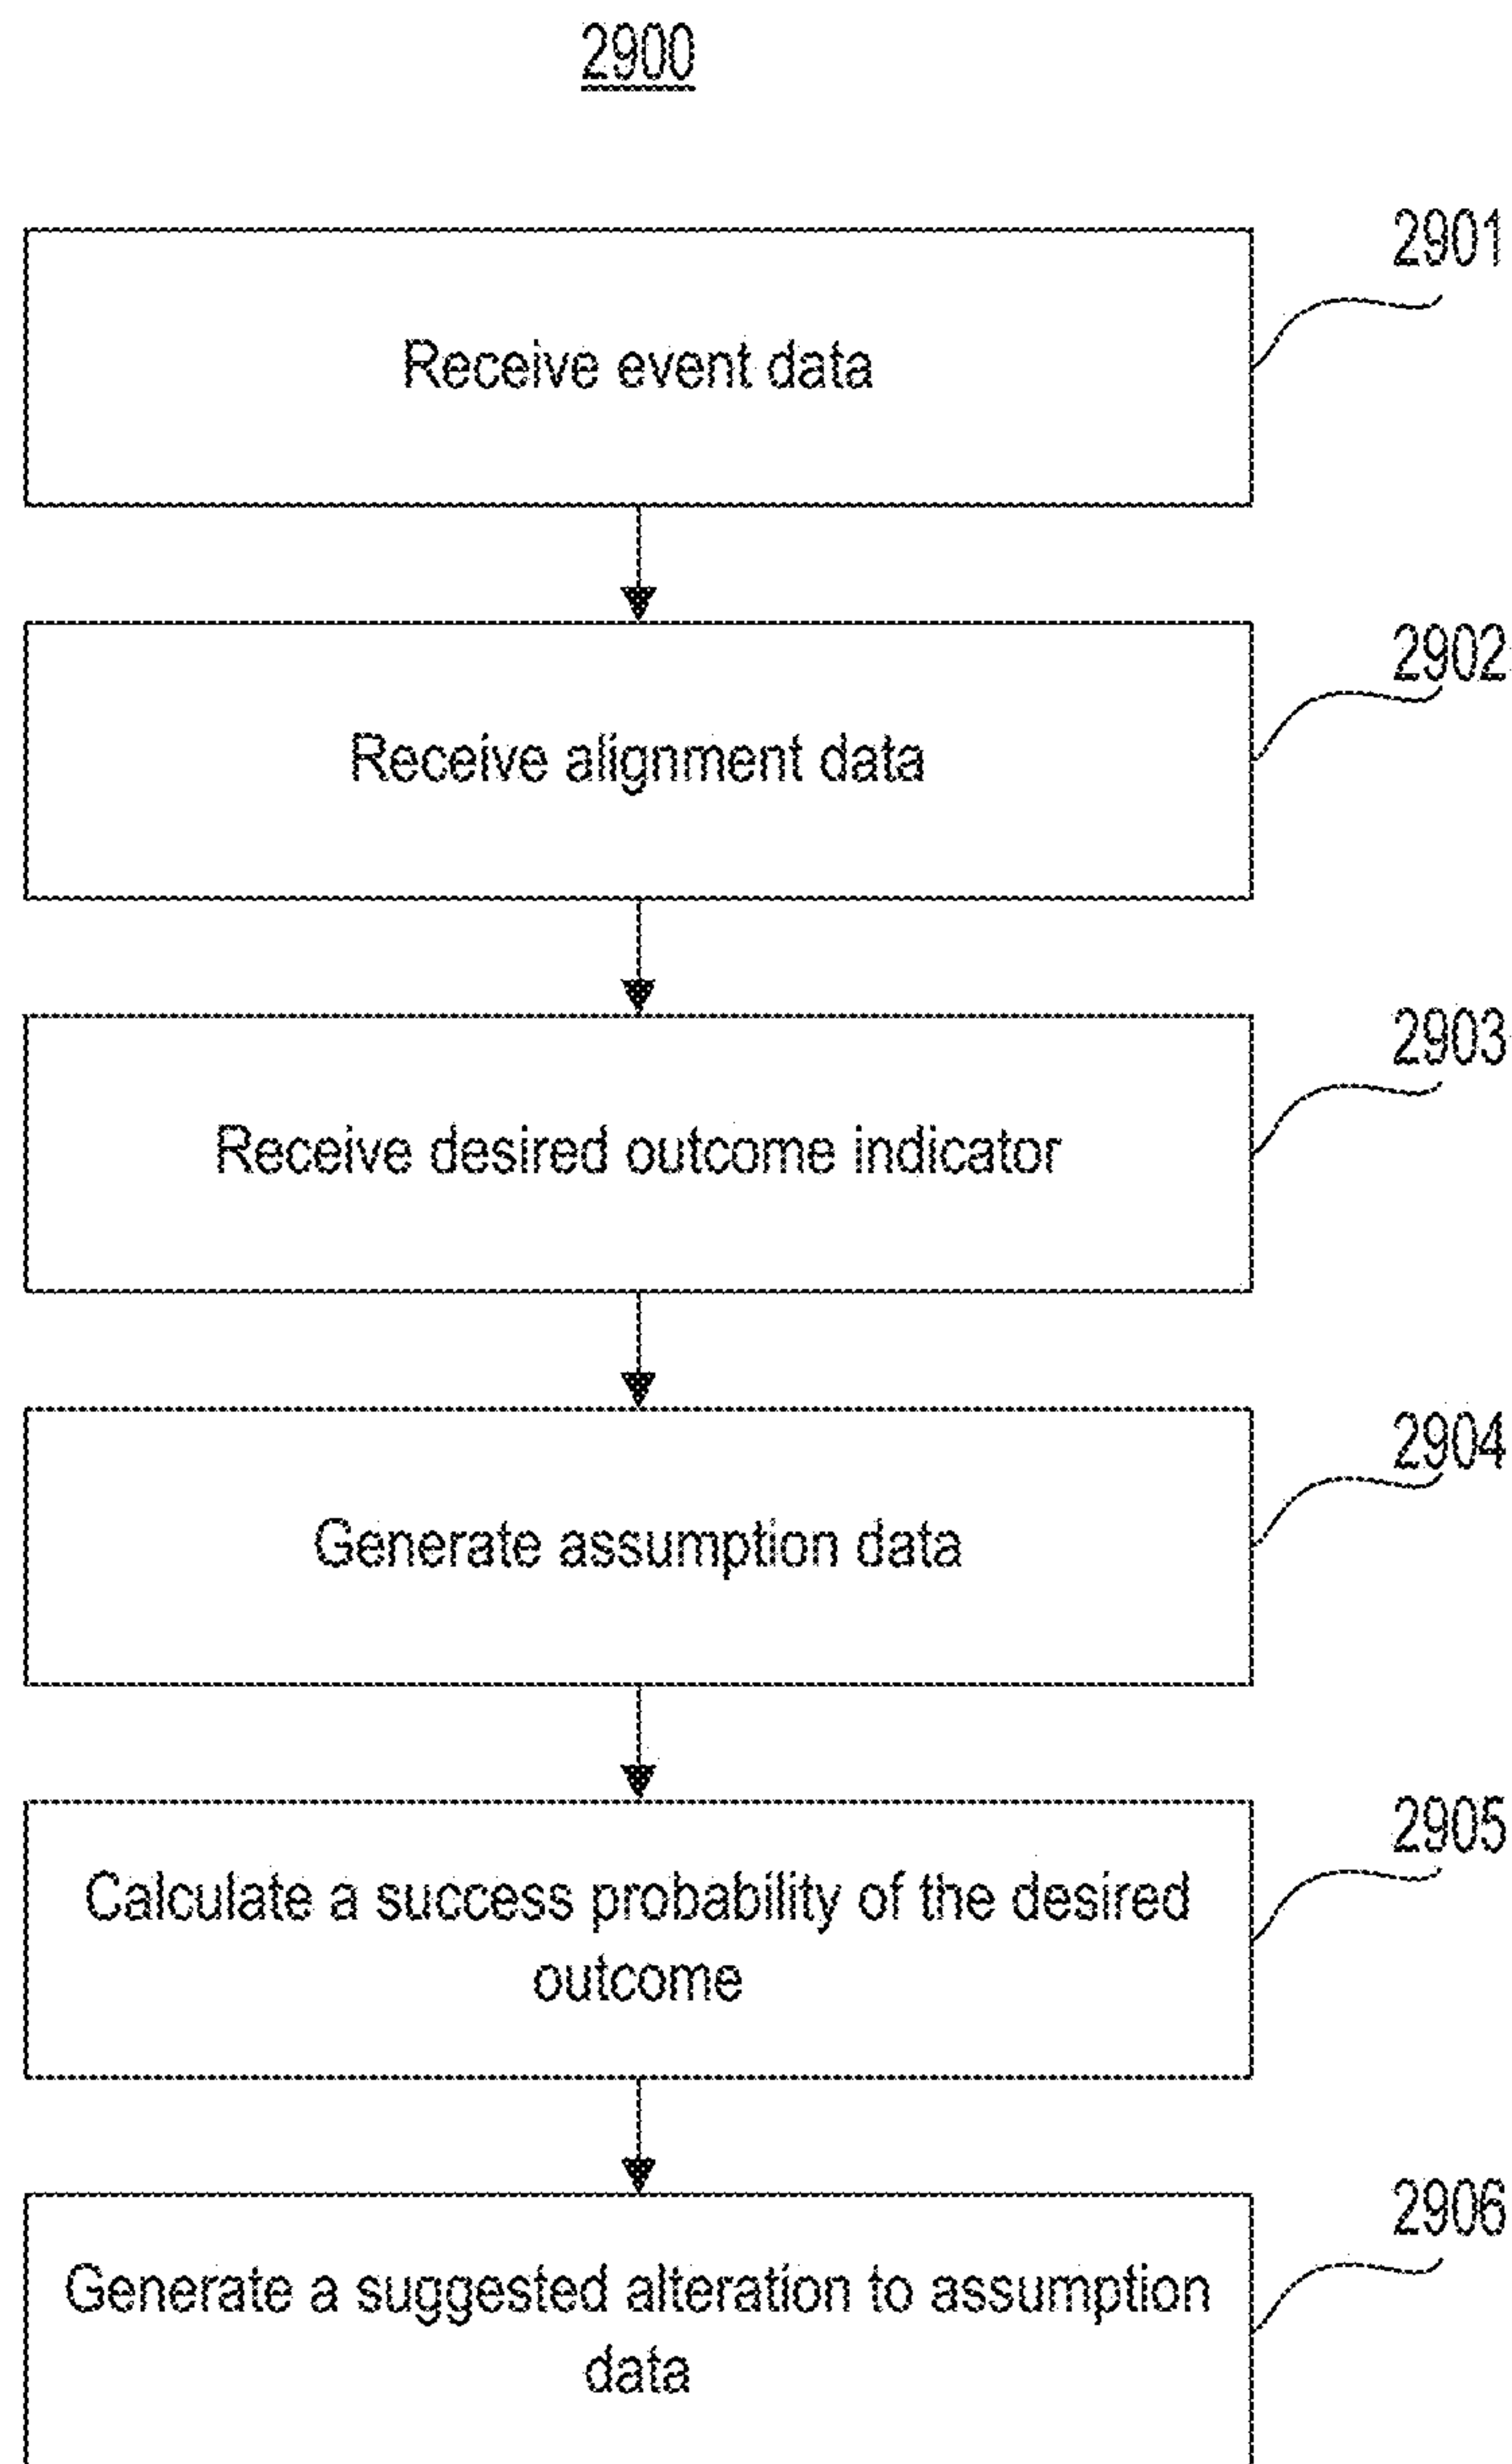 2900
2901
Receive event data
2902
Receive alignment data
2903
Receive desired outcome indicator
2904
Generate assumption data
2905
Calculate a success probability of the desired
outcome
2906
Generate a suggested alteration to assumption
data